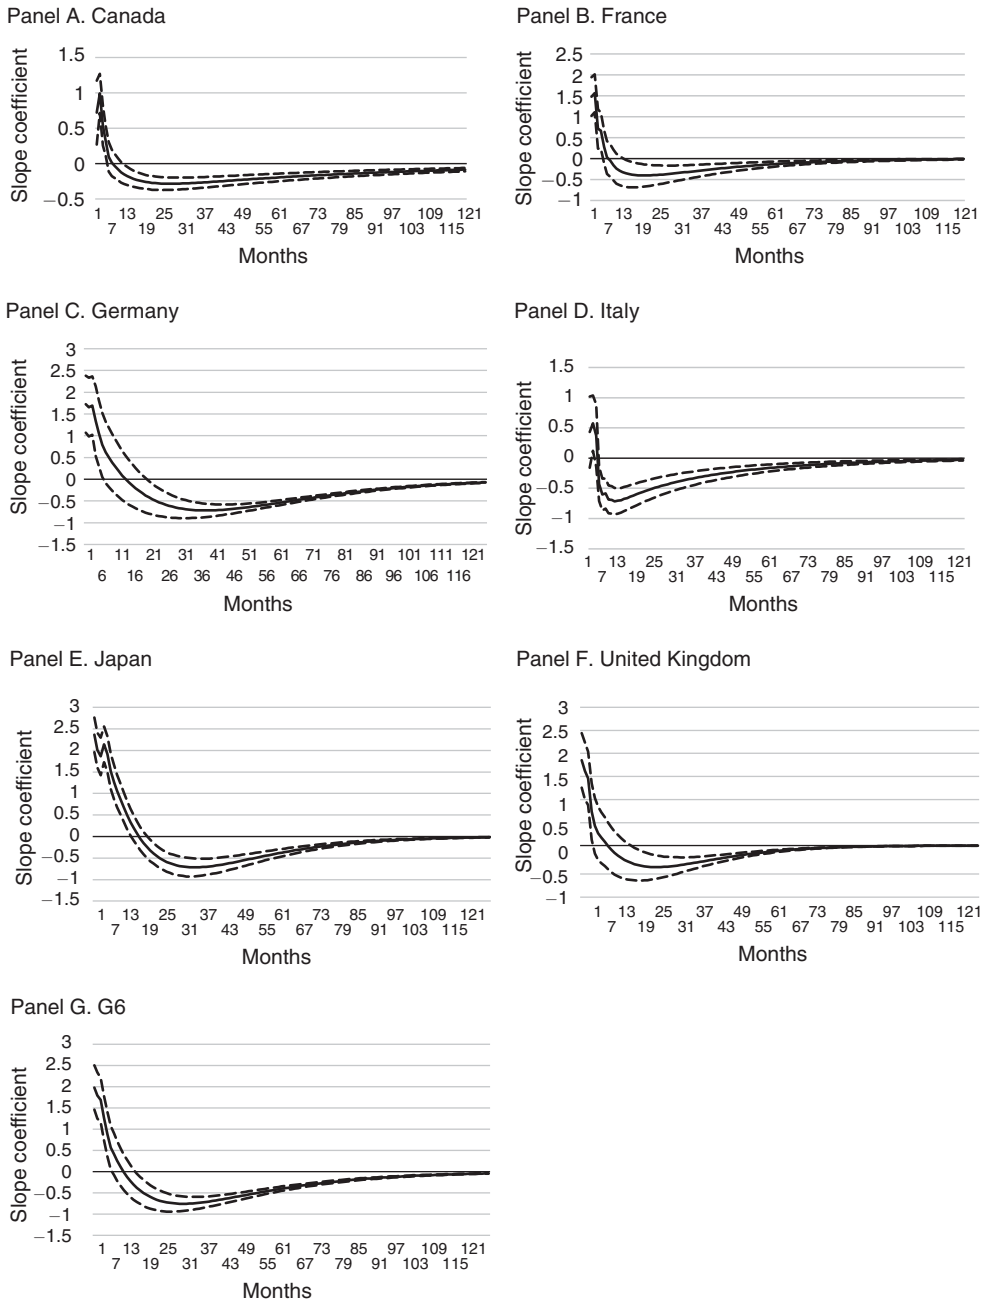 Panel A. Canada
Slope coefficient
1.5
1
0.5
0
−0.5
1 13 25 37 49 61 73 85 97 109 121
7 19 31 43 55 67 79 91 103 115
Months
Panel B. France
Slope coefficient
2.5
2
1.5
1
0.5
0
−0.5
−1
1 13 25 37 49 61 73 85 97 109 121
7 19 31 43 55 67 79 91 103 115
Months
Panel C. Germany
Slope coefficient
3
2.5
2
1.5
1
0.5
0
−0.5
−1
−1.5
1 11 21 31 41 51 61 71 81 91 101 111 121
6 16 26 36 46 56 66 76 86 96 106 116
Months
Panel D. Italy
Slope coefficient
1.5
1
0.5
0
−0.5
−1
−1.5
1 13 25 37 49 61 73 85 97 109 121
7 19 31 43 55 67 79 91 103 115
Months
Panel E. Japan
Slope coefficient
3
2.5
2
1.5
1
0.5
0
−0.5
−1
−1.5
1 13 25 37 49 61 73 85 97 109 121
7 19 31 43 55 67 79 91 103 115
Months
Panel F. United Kingdom
Slope coefficient
3
2.5
2
1.5
1
0.5
0
−0.5
−1
1 13 25 37 49 61 73 85 97 109 121
7 19 31 43 55 67 79 91 103 115
Months
Panel G. G6
Slope coefficient
3
2.5
2
1.5
1
0.5
0
−0.5
−1
−1.5
1 13 25 37 49 61 73 85 97 109 121
7 19 31 43 55 67 79 91 103 115
Months